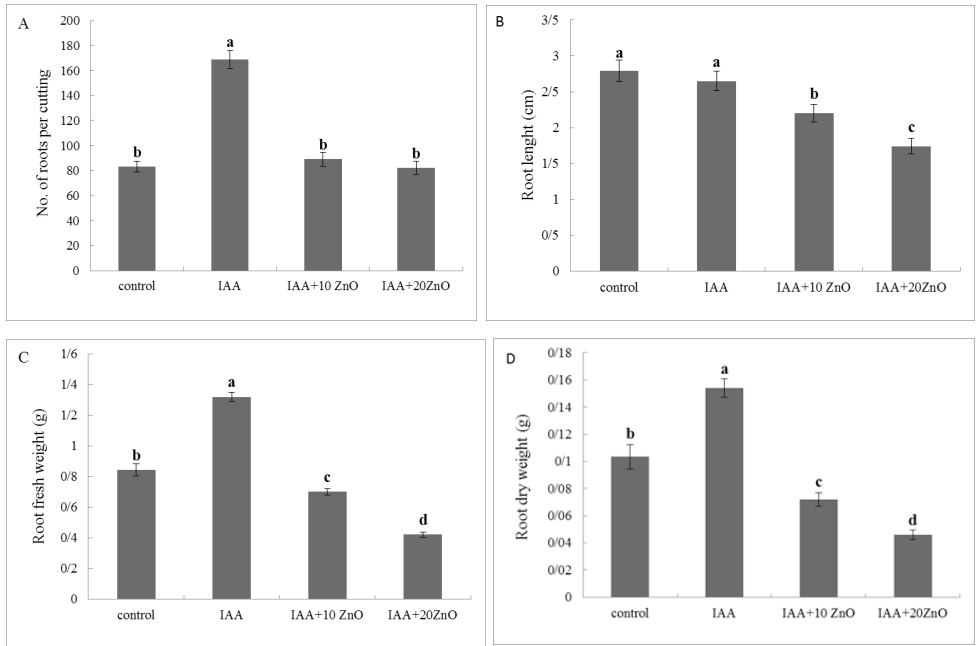 A
No. of roots per cutting
200
180
160
140
120
100
80
60
40
20
0
b
a
b
b
control IAA IAA+10 ZnO IAA+20ZnO
B
Root lenght (cm)
3/5
3
2/5
2
1/5
1
0/5
0
a
a
b
c
control IAA IAA+10 ZnO IAA+20ZnO
C
Root fresh weight (g)
1/6
1/4
1/2
1
0/8
0/6
0/4
0/2
0
b
a
c
d
control IAA IAA+10 ZnO IAA+20ZnO
D
Root dry weight (g)
0/18
0/16
0/14
0/12
0/1
0/08
0/06
0/04
0/02
0
b
a
c
d
control IAA IAA+10 ZnO IAA+20ZnO